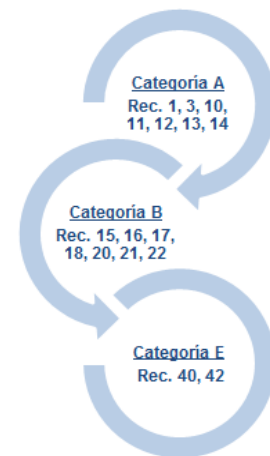 Categoria A
Rec. 1, 3, 10,
11, 12, 13, 14
Categoría B
Rec. 15, 16, 17,
18, 20, 21, 22
Categoría E
Rec. 40, 42